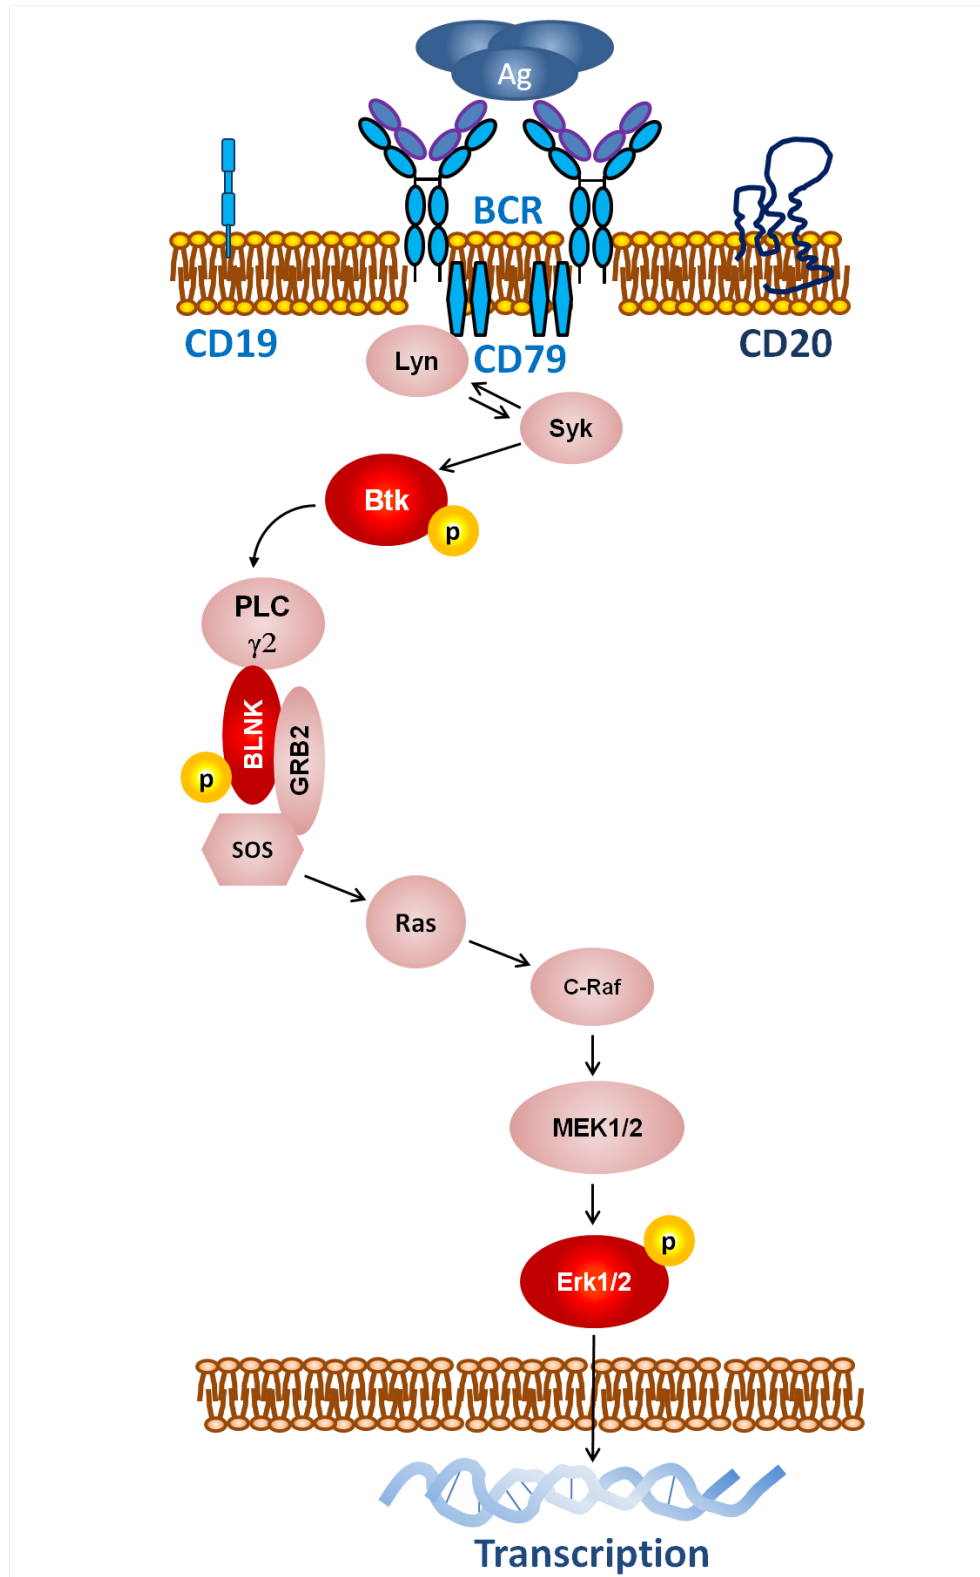 Ag
BCR
CD19
CD79
CD20
Lyn
Syk
Btk
p
PLC
γ2
BLNK
GRB2
p
SOS
Ras
C-Raf
MEK1/2
p
Erk1/2
Transcription